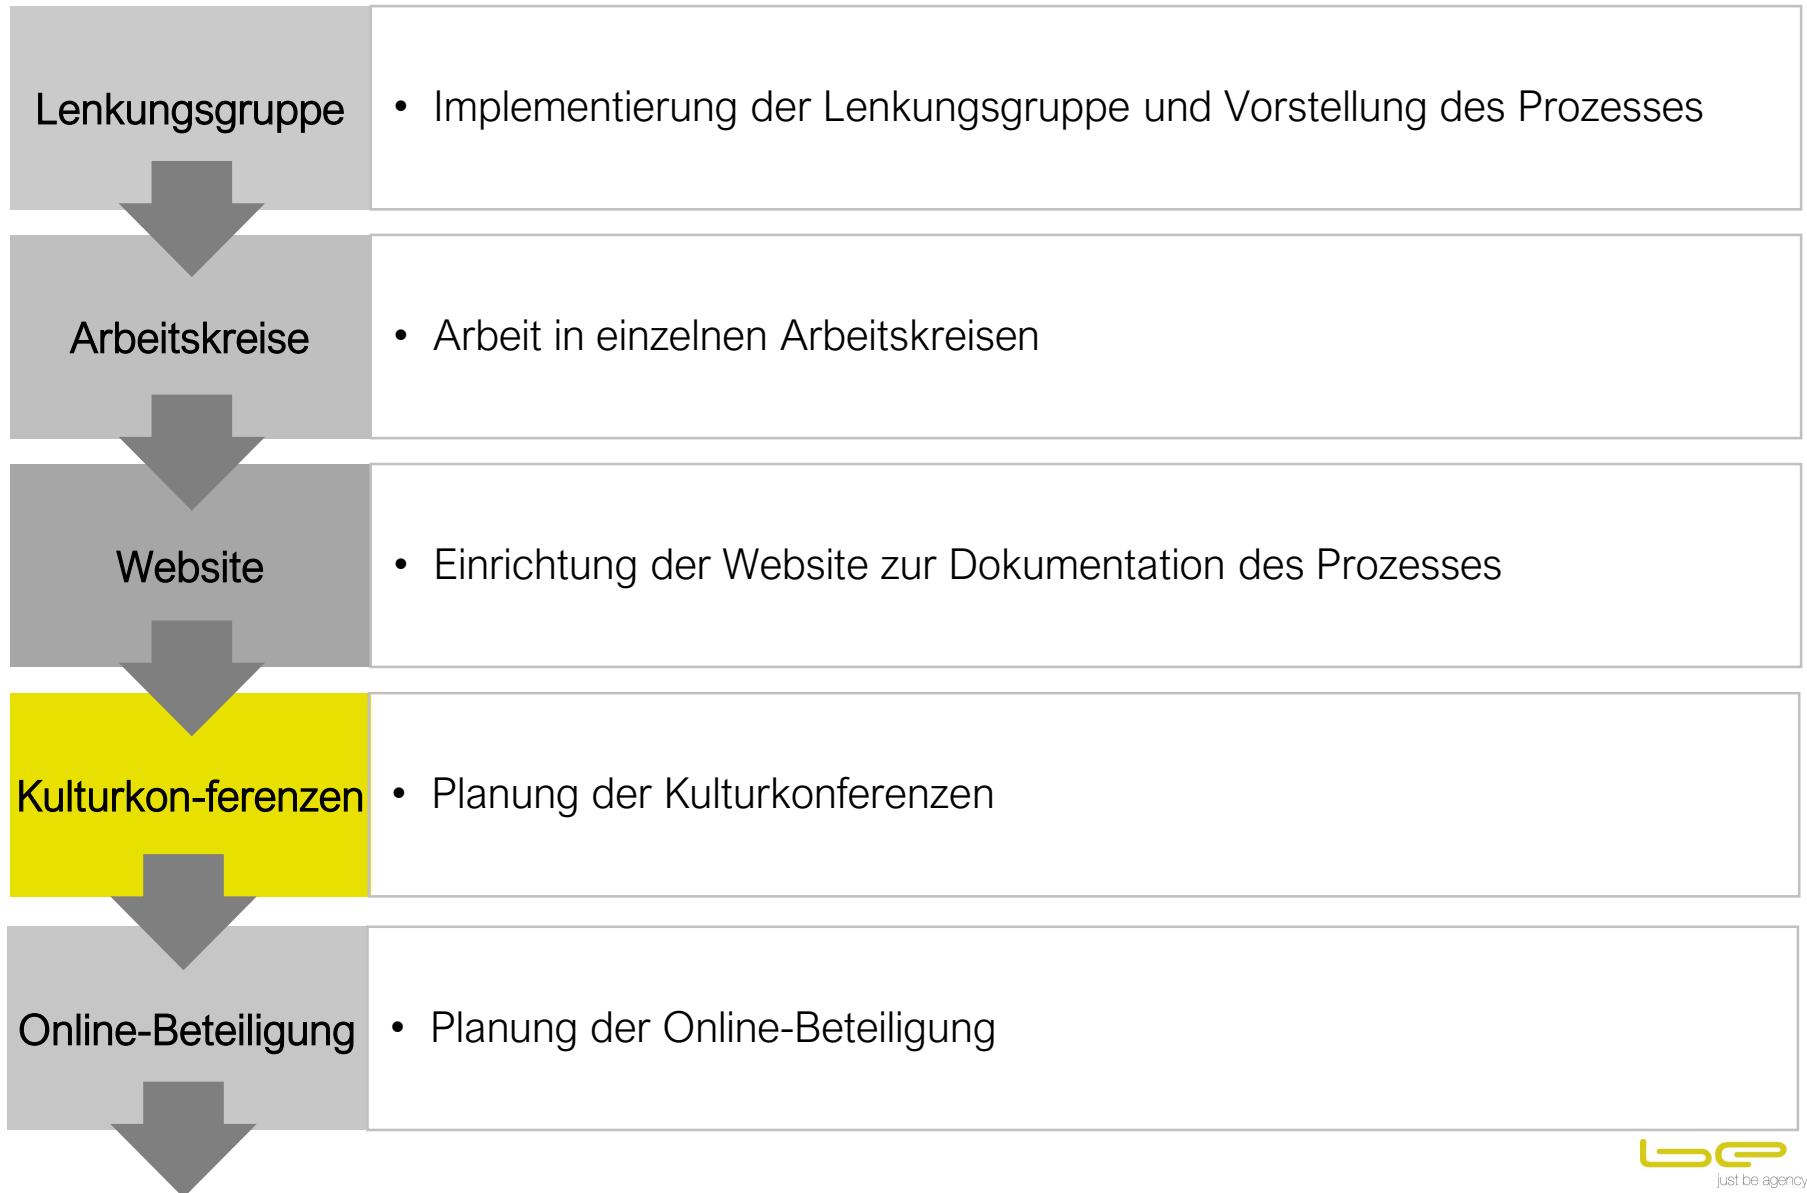 Lenkungsgruppe
• Implementierung der Lenkungsgruppe und Vorstellung des Prozesses
Arbeitskreise
• Arbeit in einzelnen Arbeitskreisen
Website
• Einrichtung der Website zur Dokumentation des Prozesses
Kulturkon-ferenzen
• Planung der Kulturkonferenzen
Online-Beteiligung
• Planung der Online-Beteiligung
be
just be agency